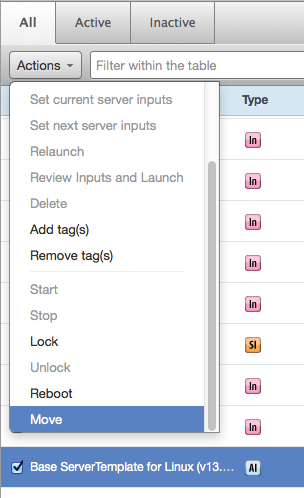 All Active Inactive
Actions Filter within the table
Type
Set current server inputs
Set next server inputs
In
Relaunch
Review Inputs and Launch
In
Delete
Add tag(s)
In
Remove tag(s)
In
Start
In
Stop
Lock
SI
Unlock
Reboot
In
Move
In
Base ServerTemplate for Linux (v13.... AI